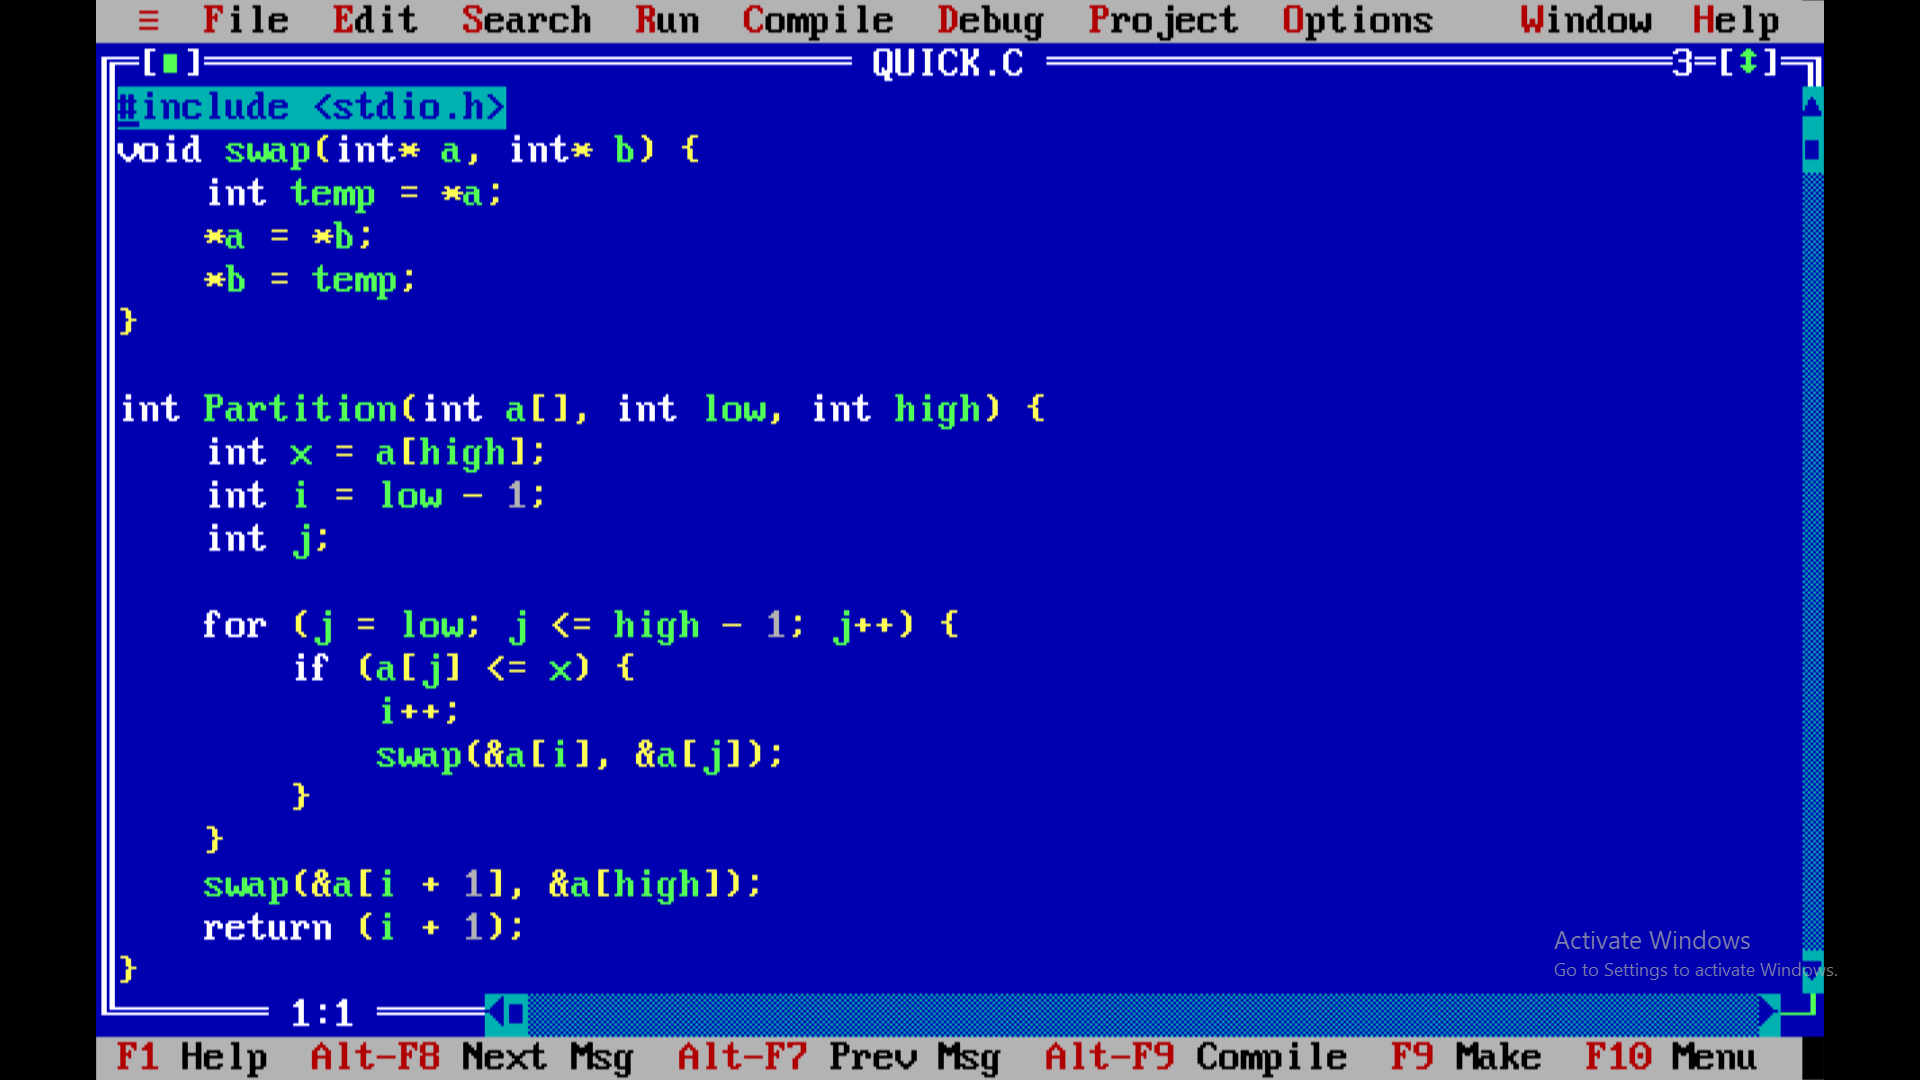 ≡ File Edit Search Run Compile Debug Project Options Window Help
[■] QUICK.C 3=[↕]
#include <stdio.h>
void swap(int* a, int* b) {
    int temp = *a;
    *a = *b;
    *b = temp;
}
int Partition(int a[], int low, int high) {
    int x = a[high];
    int i = low - 1;
    int j;
    for (j = low; j <= high - 1; j++) {
        if (a[j] <= x) {
            i++;
            swap(&a[i], &a[j]);
        }
    }
    swap(&a[i + 1], &a[high]);
    return (i + 1);
}
Activate Windows
Go to Settings to activate Windows.
1:1
F1 Help Alt-F8 Next Msg Alt-F7 Prev Msg Alt-F9 Compile F9 Make F10 Menu